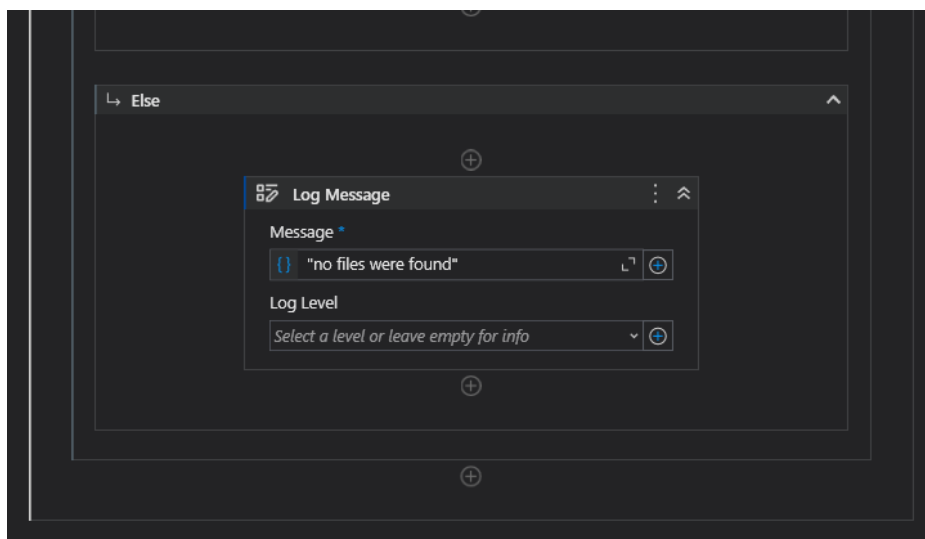 Else
Log Message
Message *
{} "no files were found"
Log Level
Select a level or leave empty for info